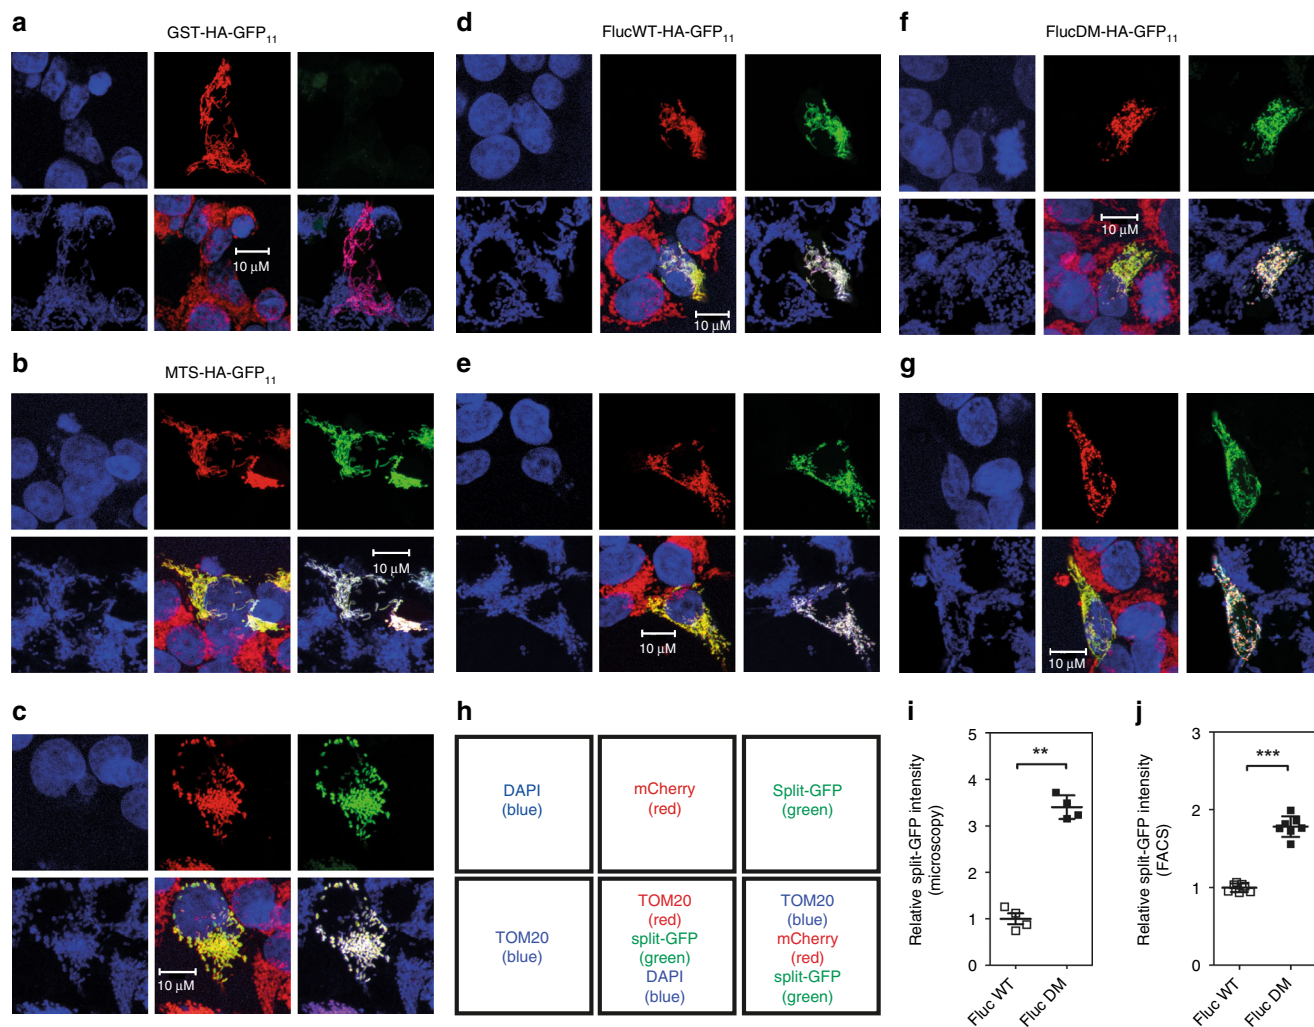 a
GST-HA-GFP11
10 μM
b
MTS-HA-GFP11
10 μM
c
10 μM
d
FlucWT-HA-GFP11
10 μM
e
10 μM
f
FlucDM-HA-GFP11
10 μM
g
10 μM
h
DAPI
(blue)
mCherry
(red)
Split-GFP
(green)
TOM20
(blue)
TOM20
(red)
split-GFP
(green)
DAPI
(blue)
TOM20
(blue)
mCherry
(red)
split-GFP
(green)
i
Relative split-GFP intensity
(microscopy)
5
4
3
2
1
0
**
Fluc WT
Fluc DM
j
Relative split-GFP intensity
(FACS)
3
2
1
0
***
Fluc WT
Fluc DM